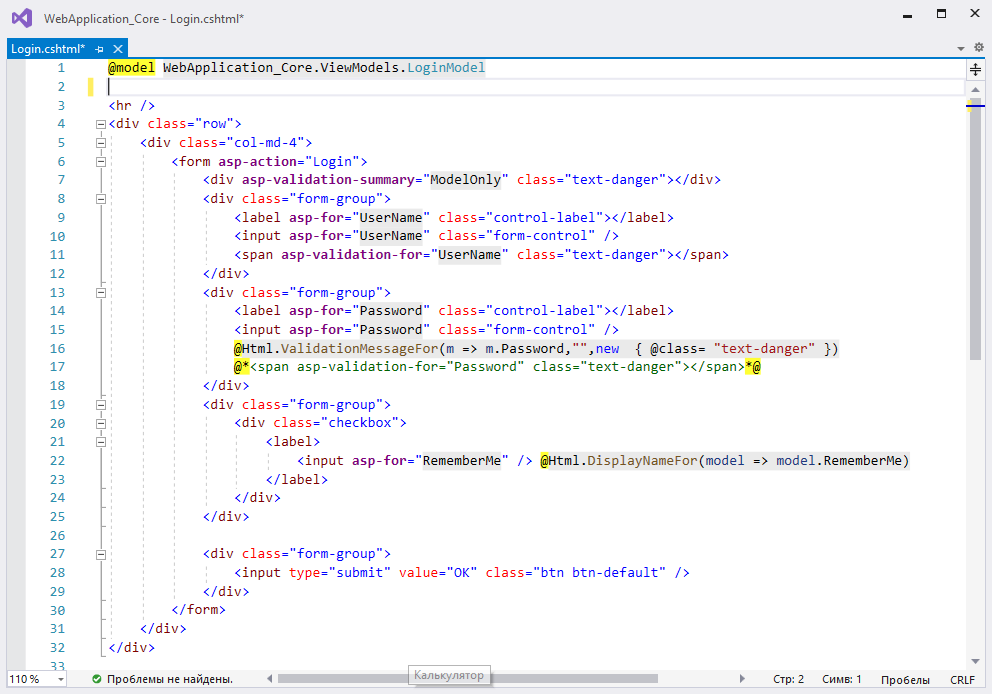 WebApplication_Core - Login.cshtml*
Login.cshtml*
1 @model WebApplication_Core.ViewModels.LoginModel
2
3 <hr />
4 <div class="row">
5 <div class="col-md-4">
6 <form asp-action="Login">
7 <div asp-validation-summary="ModelOnly" class="text-danger"></div>
8 <div class="form-group">
9 <label asp-for="UserName" class="control-label"></label>
10 <input asp-for="UserName" class="form-control" />
11 <span asp-validation-for="UserName" class="text-danger"></span>
12 </div>
13 <div class="form-group">
14 <label asp-for="Password" class="control-label"></label>
15 <input asp-for="Password" class="form-control" />
16 @Html.ValidationMessageFor(m => m.Password,"",new { @class= "text-danger" })
17 @*<span asp-validation-for="Password" class="text-danger"></span>*@
18 </div>
19 <div class="form-group">
20 <div class="checkbox">
21 <label>
22 <input asp-for="RememberMe" /> @Html.DisplayNameFor(model => model.RememberMe)
23 </label>
24 </div>
25 </div>
26
27 <div class="form-group">
28 <input type="submit" value="OK" class="btn btn-default" />
29 </div>
30 </form>
31 </div>
32 </div>
33
110 % Проблемы не найдены. Калькулятор Стр: 2 Симв: 1 Пробелы CRLF